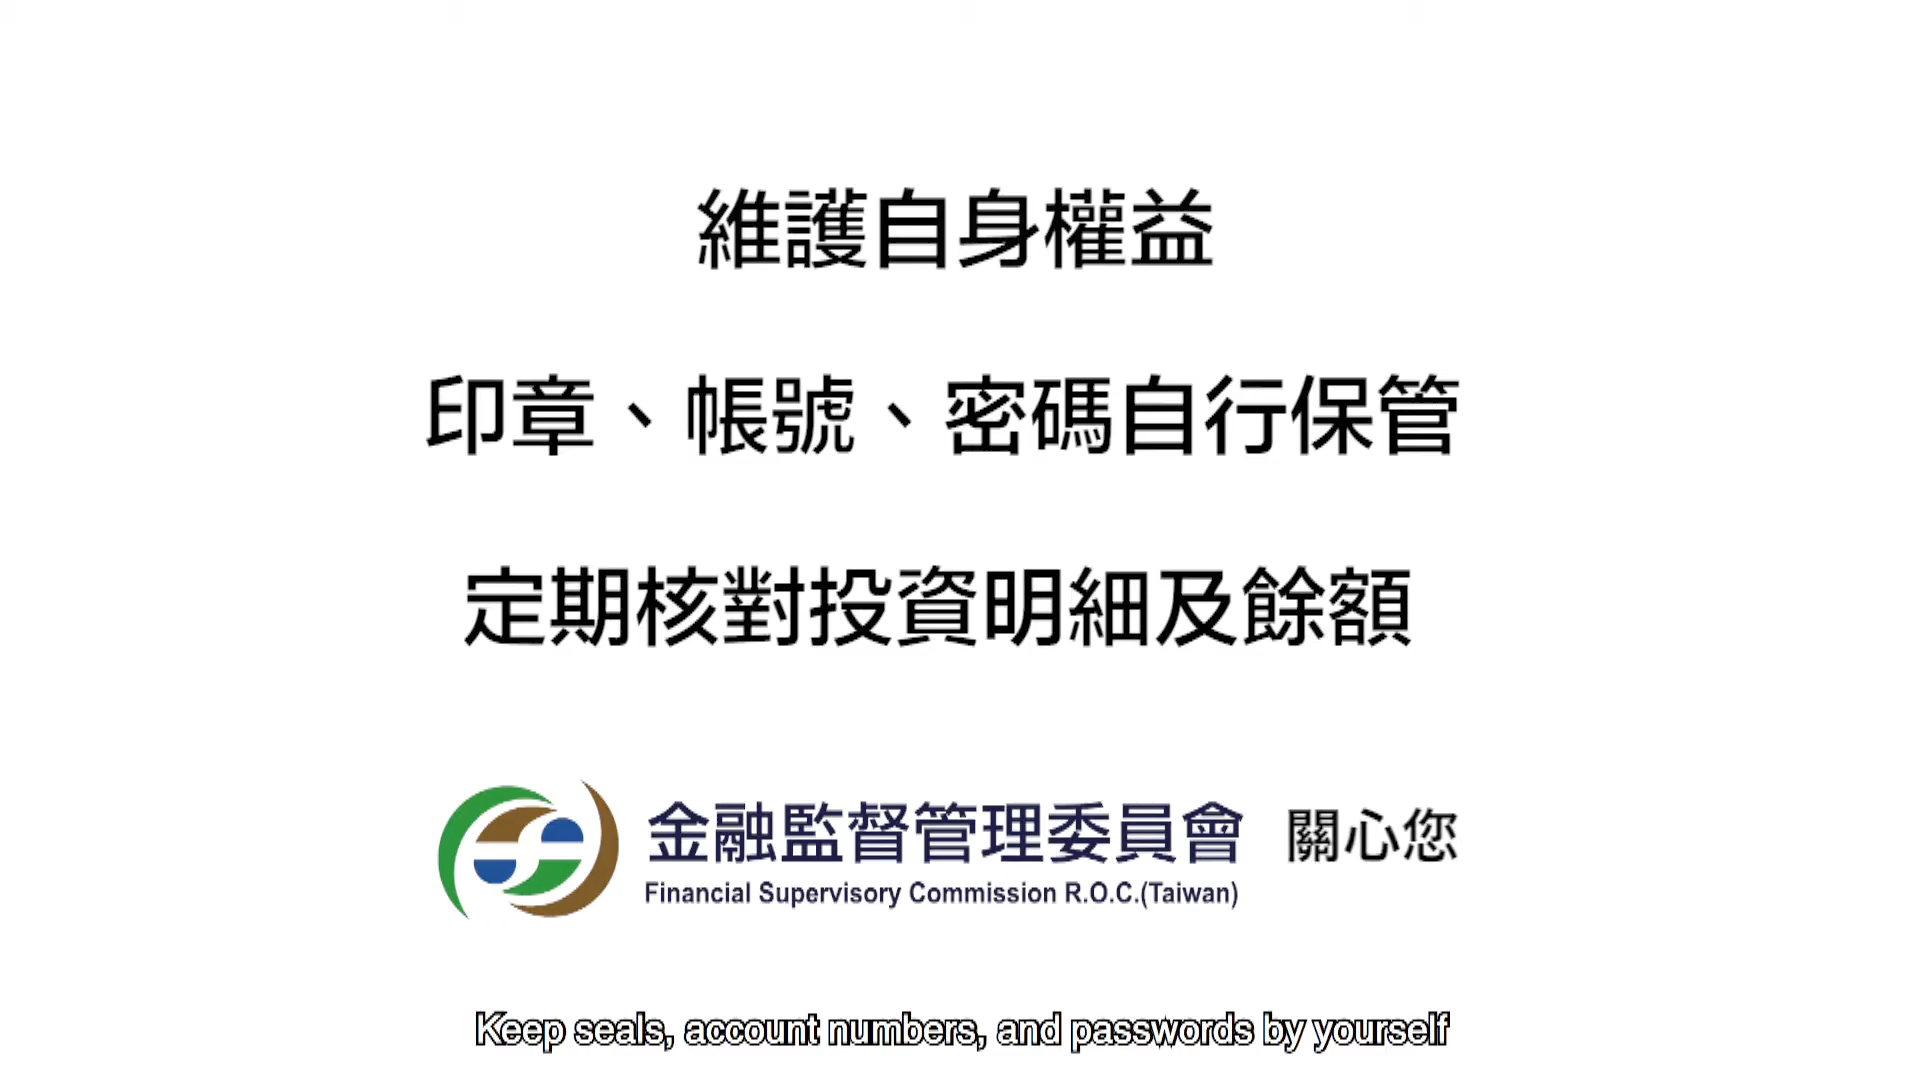 維護自身權益
印章、帳號、密碼自行保管
定期核對投資明細及餘額
金融監督管理委員會 關心您
Financial Supervisory Commission R.O.C.(Taiwan)
Keep seals, account numbers, and passwords by yourself